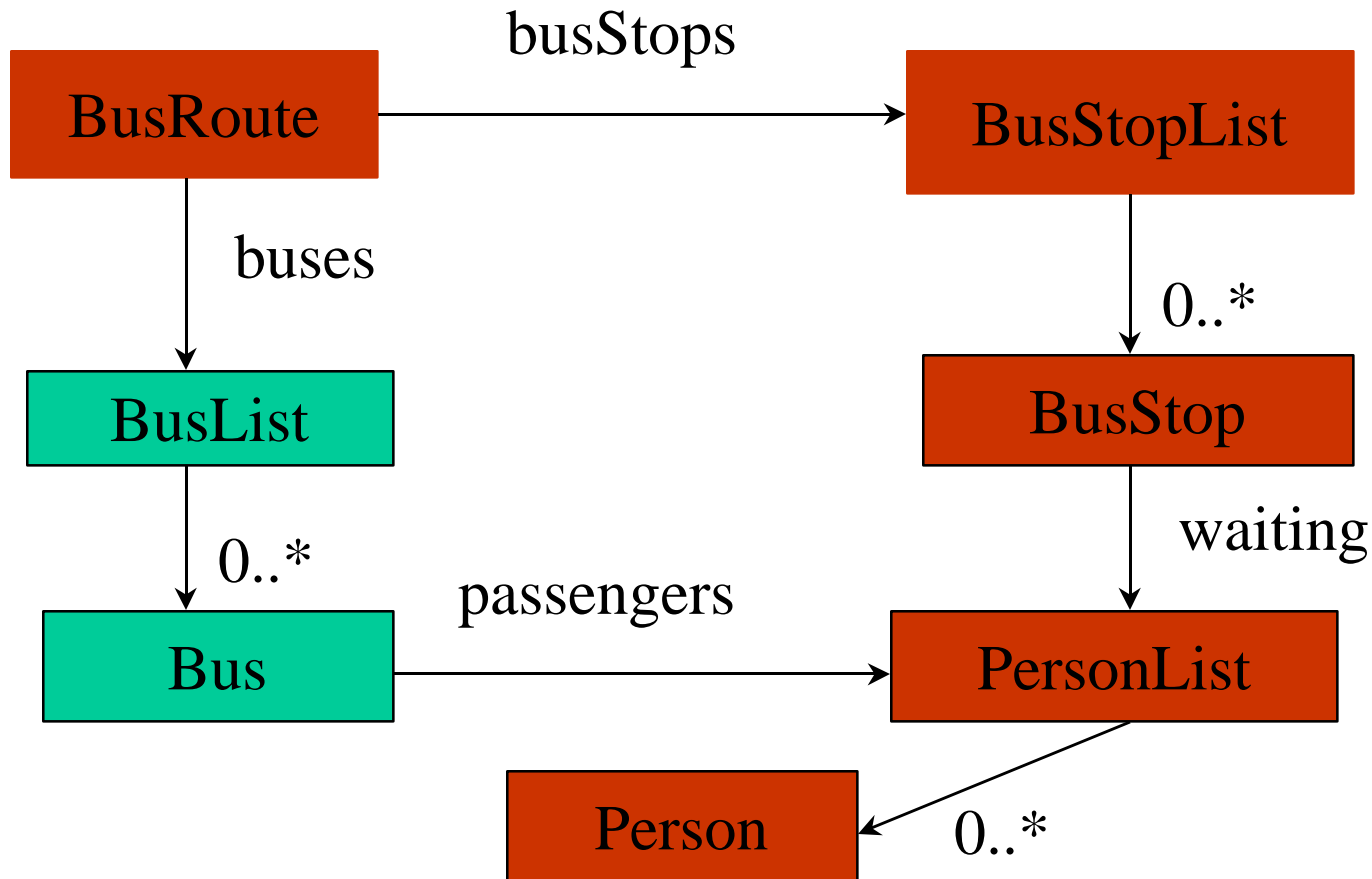 busStops
BusRoute
BusStopList
buses
0..*
BusList
BusStop
waiting
0..*
passengers
Bus
PersonList
Person
0..*